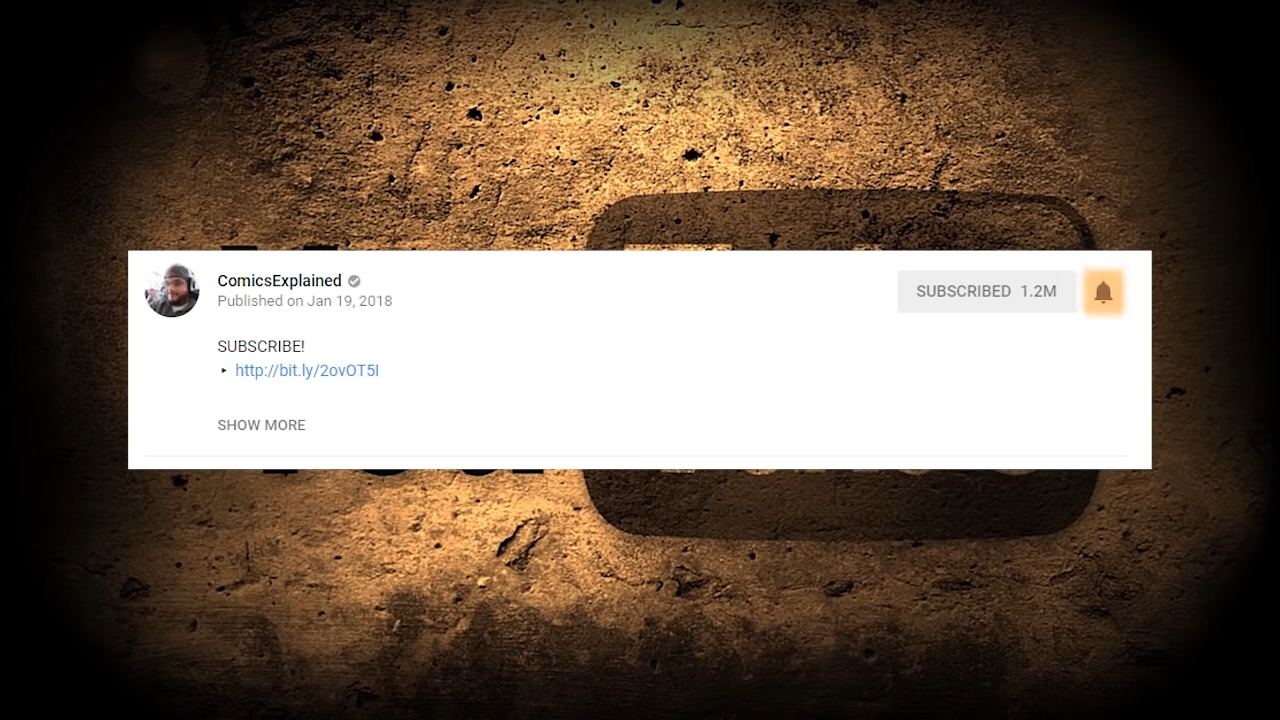 ComicsExplained
Published on Jan 19, 2018
SUBSCRIBED 1.2M
SUBSCRIBE!
‣ http://bit.ly/2ovOT5I
SHOW MORE